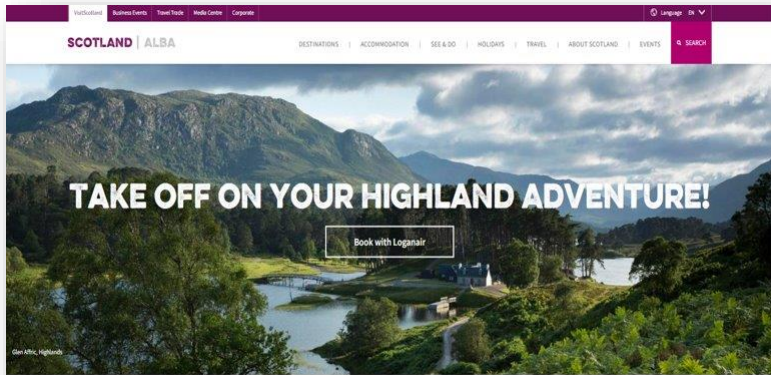 VisitScotland Business Events Travel Trade Media Centre Corporate Language EN
SCOTLAND | ALBA
DESTINATIONS | ACCOMMODATION | SEE & DO | HOLIDAYS | TRAVEL | ABOUT SCOTLAND | EVENTS SEARCH
TAKE OFF ON YOUR HIGHLAND ADVENTURE!
Book with Loganair
Glen Affric, Highlands